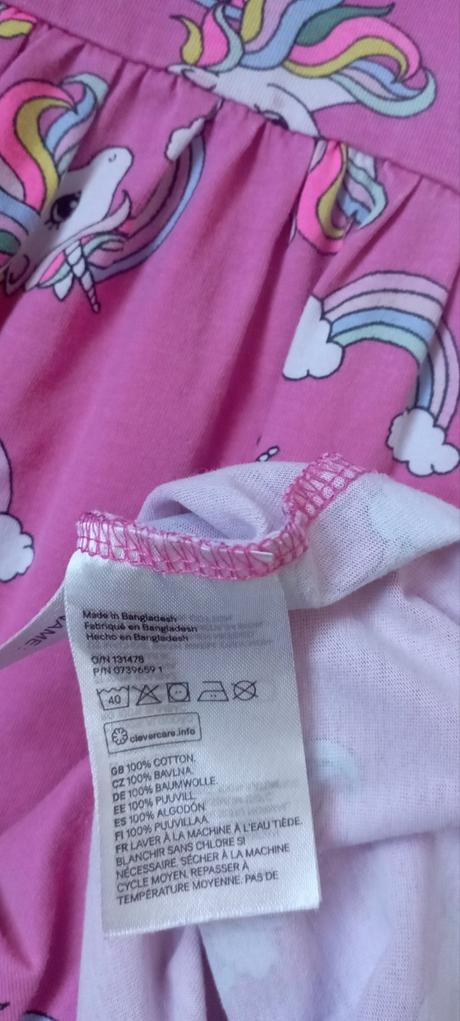 NAME:
Made in Bangladesh
Fabriqué en Bangladesh
Hecho en Bangladesh
O/N 131478
P/N 0739659 1
40
clevercare.info
GB 100% COTTON.
CZ 100% BAVLNA.
DE 100% BAUMWOLLE.
EE 100% PUUVILL.
ES 100% ALGODÓN.
FI 100% PUUVILLAA.
FR LAVER À LA MACHINE À L'EAU TIÈDE.
BLANCHIR SANS CHLORE SI
NÉCESSAIRE. SÉCHER À LA MACHINE
CYCLE MOYEN. REPASSER À
TEMPÉRATURE MOYENNE. PAS DE